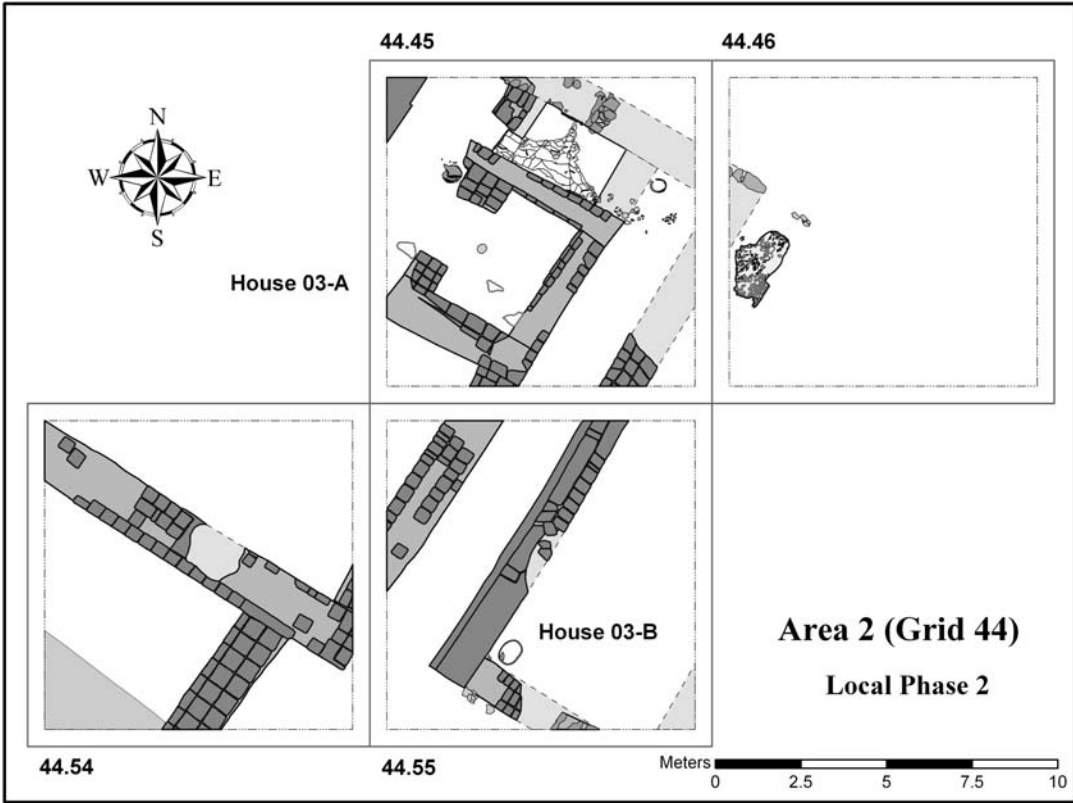 44.45
44.46
N
W
E
S
House 03-A
House 03-B
Area 2 (Grid 44)
Local Phase 2
44.54
44.55
Meters
0
2.5
5
7.5
10